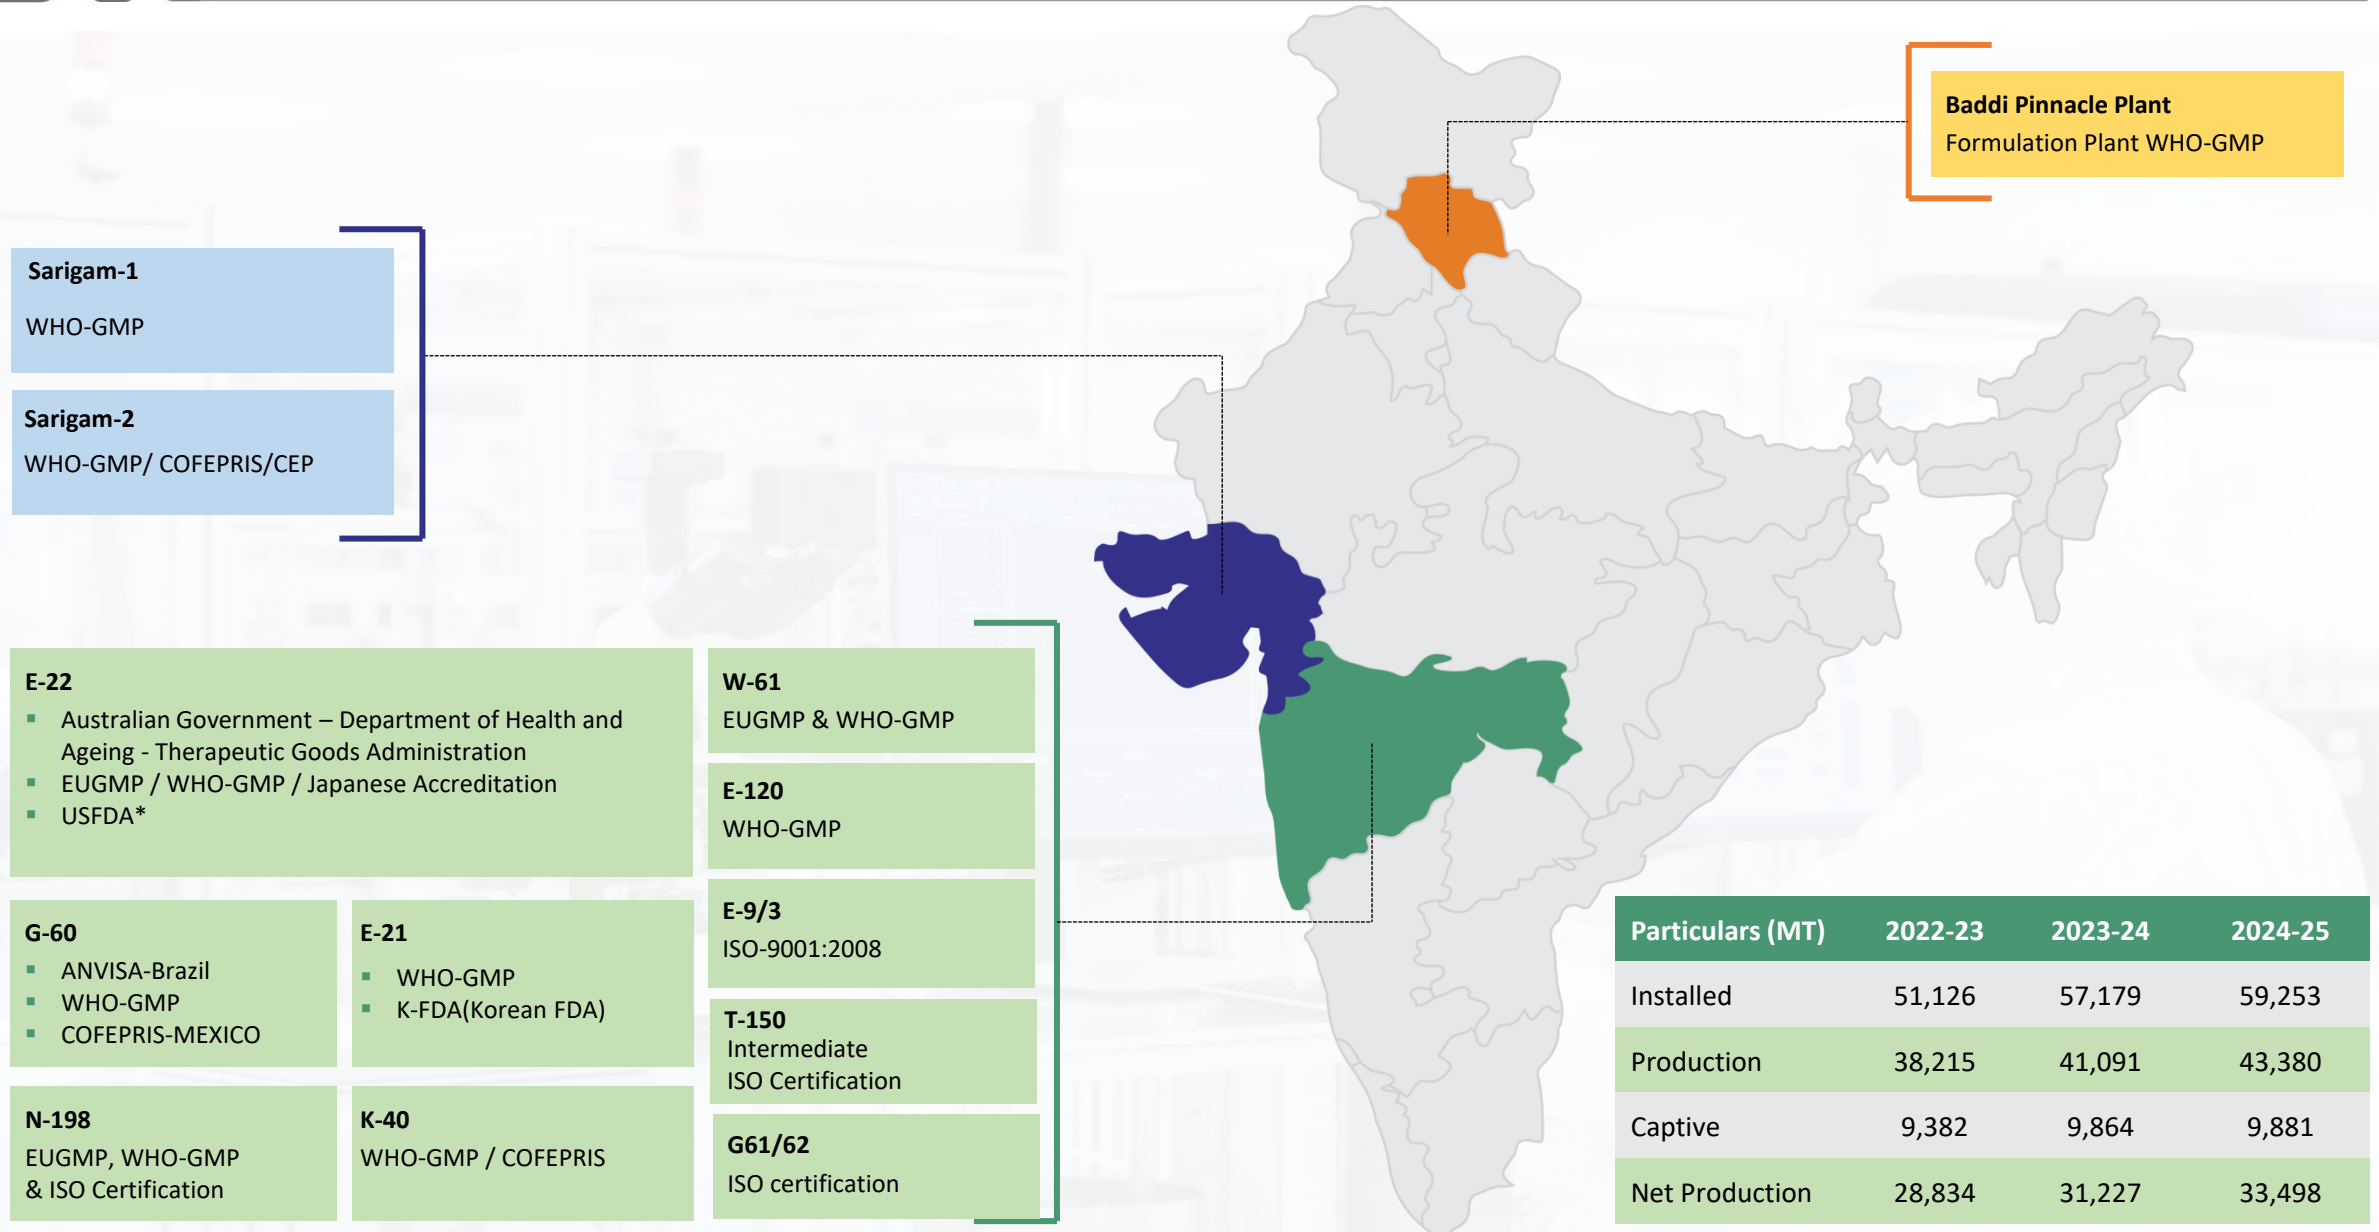 Baddi Pinnacle Plant
Formulation Plant WHO-GMP
Sarigam-1
WHO-GMP
Sarigam-2
WHO-GMP/ COFEPRIS/CEP
E-22
▪ Australian Government – Department of Health and
Ageing - Therapeutic Goods Administration
▪ EUGMP / WHO-GMP / Japanese Accreditation
▪ USFDA*
G-60
▪ ANVISA-Brazil
▪ WHO-GMP
▪ COFEPRIS-MEXICO
E-21
▪ WHO-GMP
▪ K-FDA(Korean FDA)
N-198
EUGMP, WHO-GMP
& ISO Certification
K-40
WHO-GMP / COFEPRIS
W-61
EUGMP & WHO-GMP
E-120
WHO-GMP
E-9/3
ISO-9001:2008
T-150
Intermediate
ISO Certification
G61/62
ISO certification
Particulars (MT) 2022-23 2023-24 2024-25
Installed 51,126 57,179 59,253
Production 38,215 41,091 43,380
Captive 9,382 9,864 9,881
Net Production 28,834 31,227 33,498